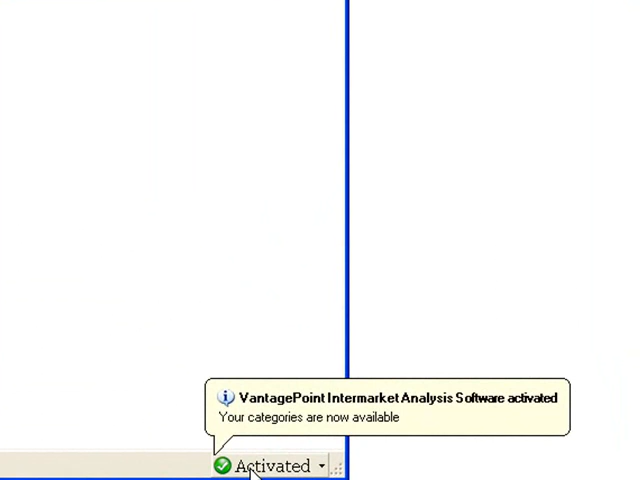 VantagePoint Intermarket Analysis Software activated
Your categories are now available
Activated